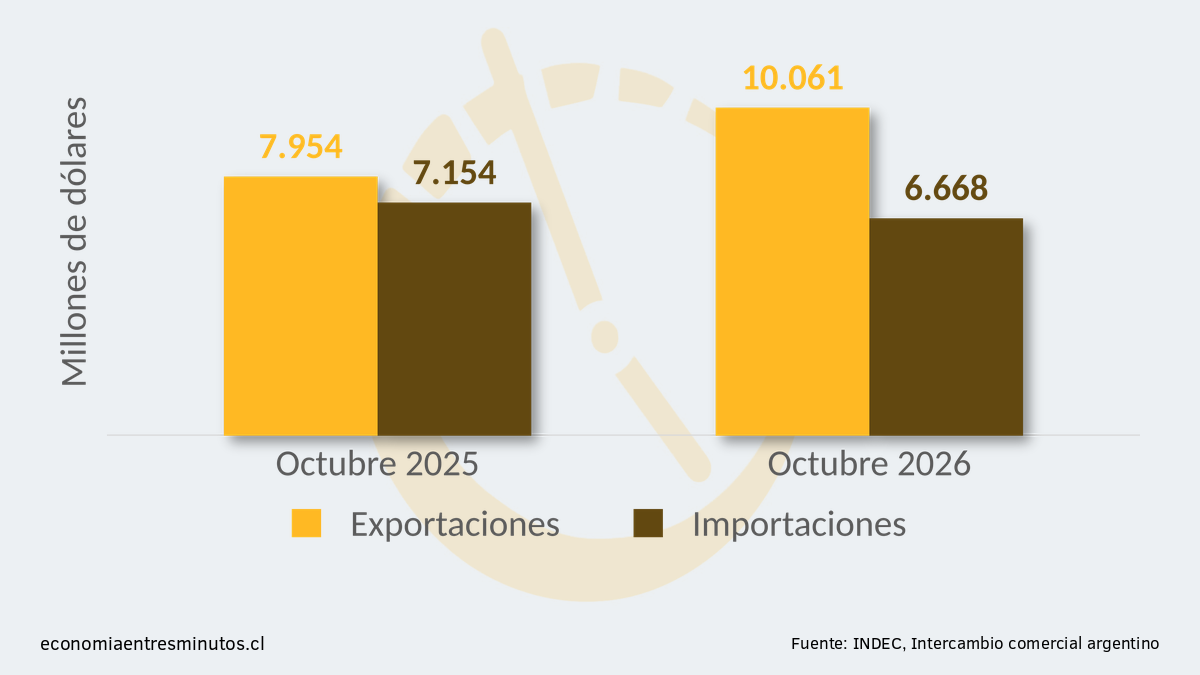 Millones de dólares
7.954
7.154
10.061
6.668
Octubre 2025
Octubre 2026
Exportaciones
Importaciones
economiaentresminutos.cl
Fuente: INDEC, Intercambio comercial argentino